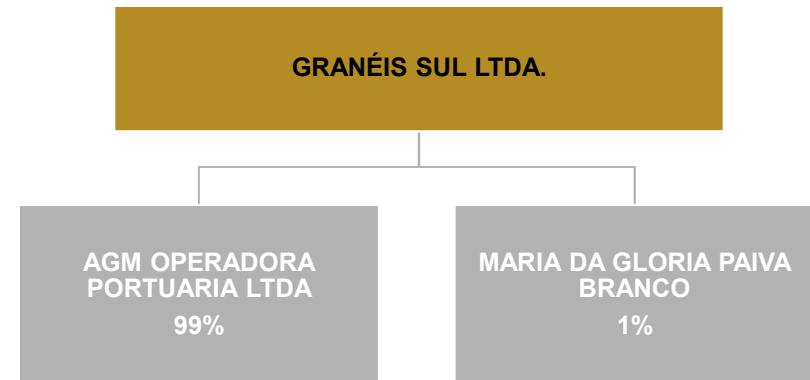 GRANÉIS SUL LTDA.
AGM OPERADORA
PORTUARIA LTDA
99%
MARIA DA GLORIA PAIVA
BRANCO
1%